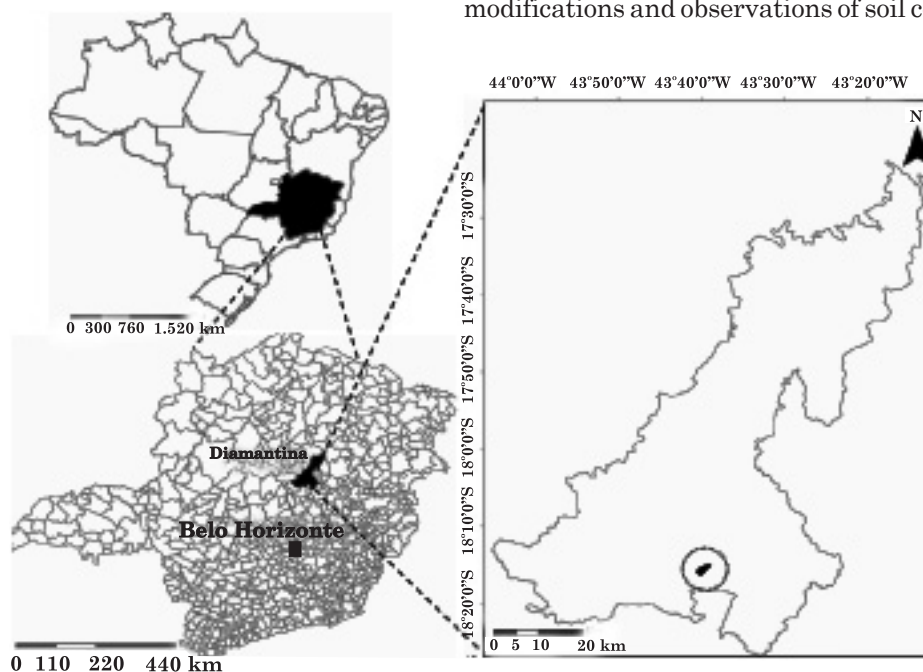 modifications and observations of soil c
44°0’0”W 43°50’0”W 43°40’0”W 43°30’0”W 43°20’0”W
N
17°30’0”S
17°40’0”S
17°50’0”S
18°0’0”S
18°10’0”S
18°20’0”S
0 300 760 1.520 km
Diamantina
Belo Horizonte
0 110 220 440 km
0 5 10 20 km